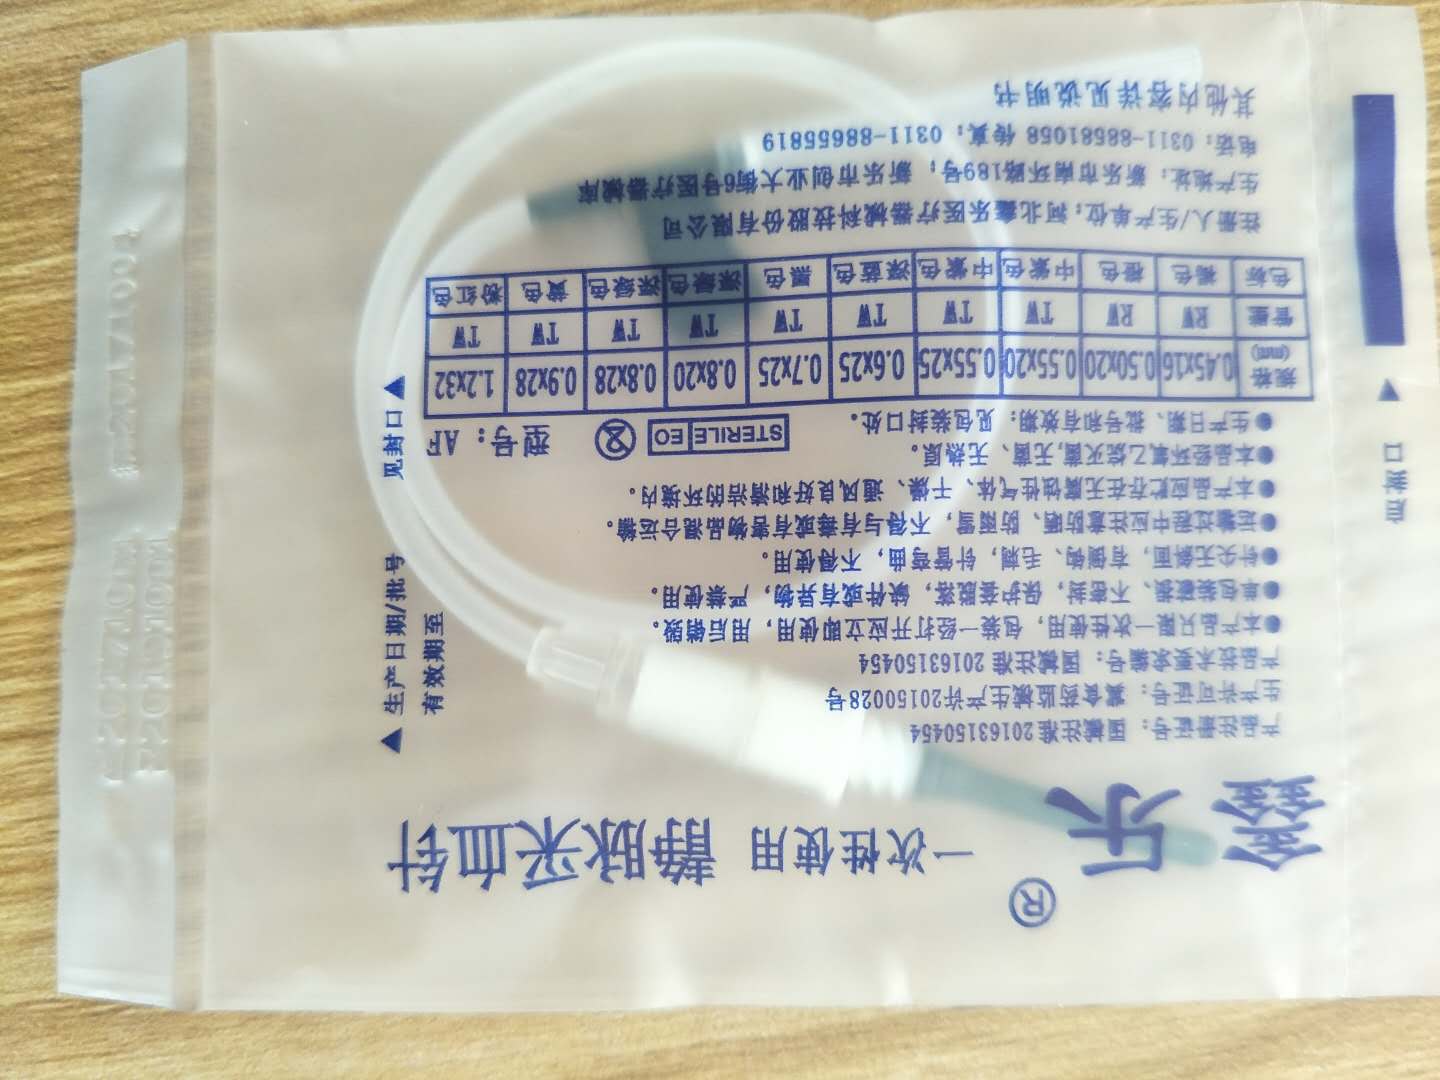 鑫乐® 一次性使用 静脉采血针
产品注册证号: 国械注准20163150454
生产许可证号: 冀食药监械生产许20150028号
产品技术要求编号: 国械注准 20163150454
●本产品只限一次性使用, 包装一经打开应立即使用, 用后销毁。
●单包装破损, 不密封, 保护套脱落, 缺件或有异物, 严禁使用。
●针尖无斜面, 有倒钩, 毛刺, 针管弯曲, 不得使用。
●运输过程中应注意防晒, 防雨雪, 不得与有毒或有害物品混合运输。
●本产品应贮存在无腐蚀性气体、干燥、通风良好和清洁的环境内。
●本品经环氧乙烷灭菌,无菌、无热原。
●生产日期、批号和有效期: 见包装封口处。
STERILE EO 型号: AF
规格(mm) 0.45x16 0.50x20 0.55x20 0.55x25 0.6x25 0.7x25 0.8x20 0.8x28 0.9x28 1.2x32
管壁 RW RW TW TW TW TW TW TW TW TW
色标 褐色 橙色 中紫色 中紫色 深蓝色 黑色 深绿色 深绿色 黄色 粉红色
注册人/生产单位: 河北鑫乐医疗器械科技股份有限公司
生产地址: 新乐市南环路189号; 新乐市创业大街6号医疗器械库
电话: 0311-88581058 传真: 0311-88655819
其他内容详见说明书
▲生产日期/批号
有效期至
见封口▲
启封口▲